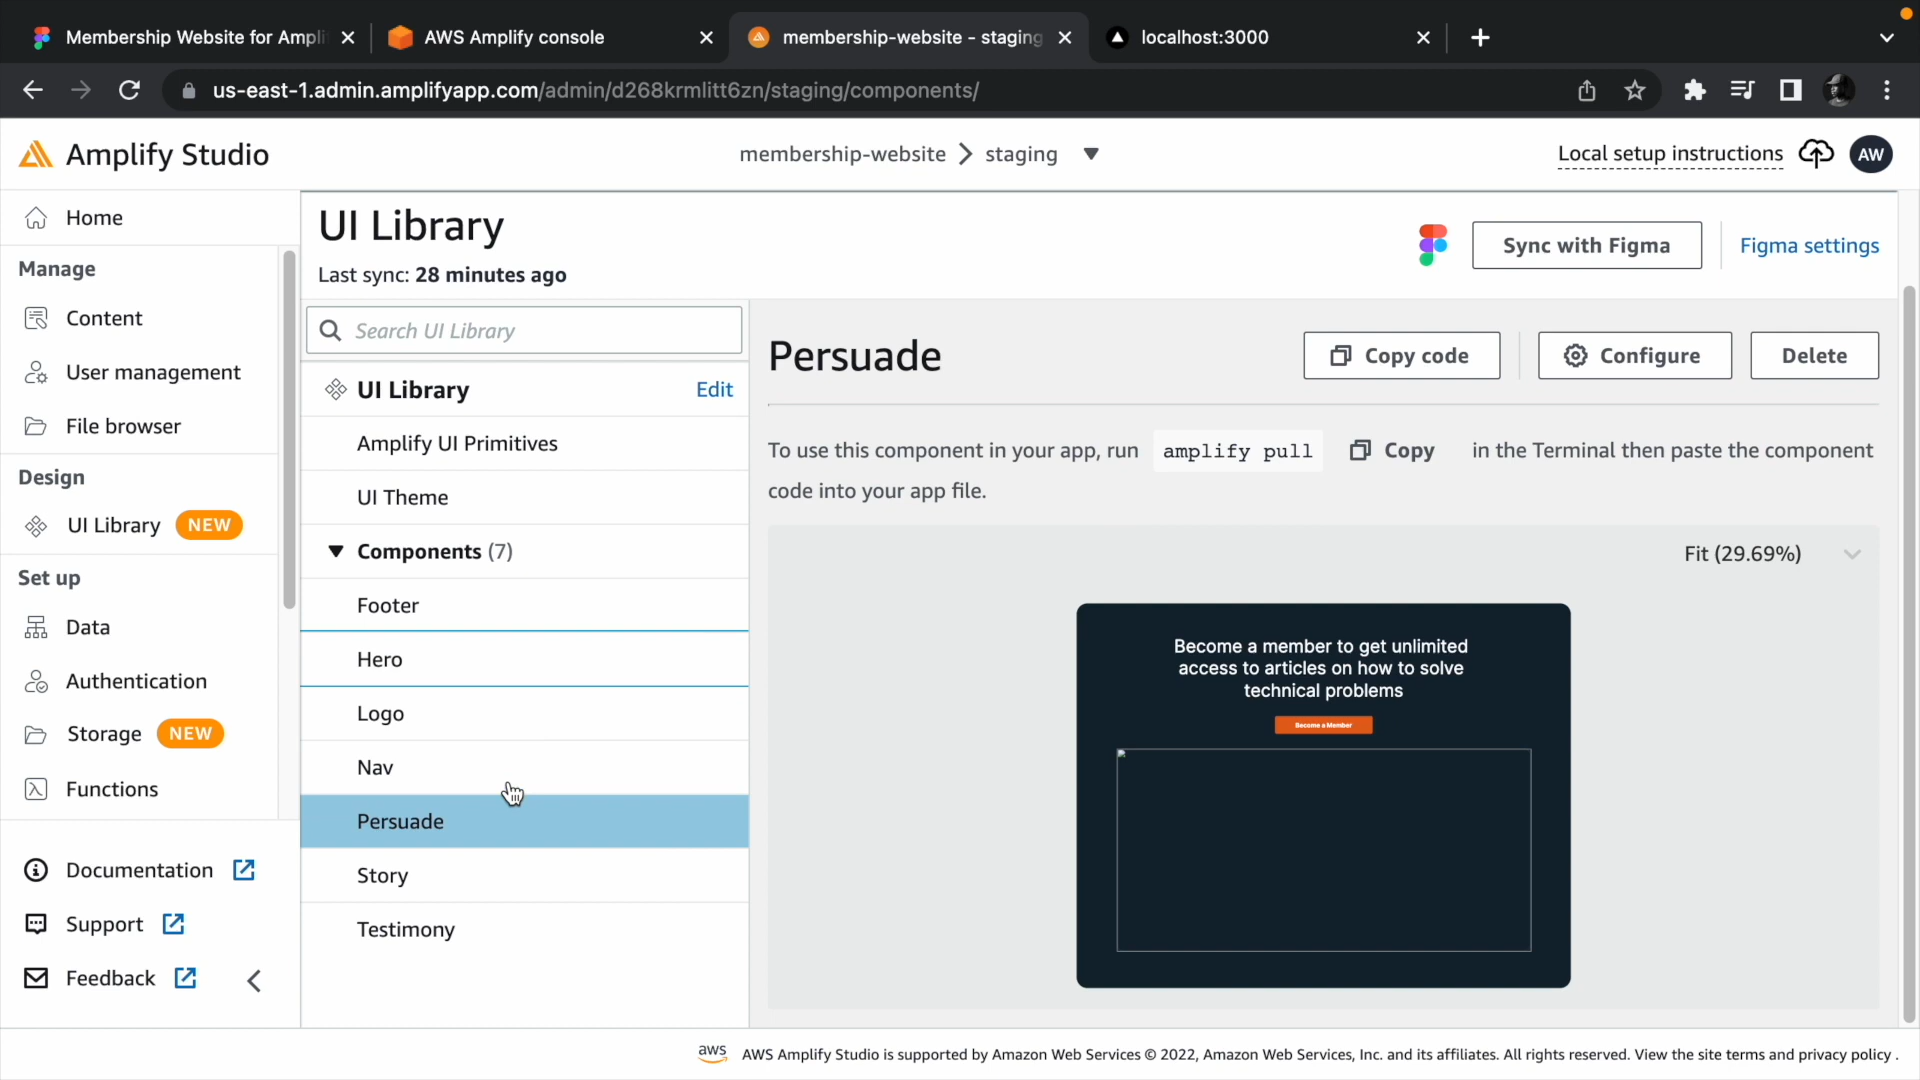 Membership Website for Ampli
AWS Amplify console
membership-website - staging
localhost:3000
us-east-1.admin.amplifyapp.com/admin/d268krmlitt6zn/staging/components/
Amplify Studio
membership-website
staging
Local setup instructions
AW
Home
Manage
Content
User management
File browser
Design
UI Library NEW
Set up
Data
Authentication
Storage NEW
Functions
Documentation
Support
Feedback
UI Library
Last sync: 28 minutes ago
Sync with Figma
Figma settings
Search UI Library
UI Library
Edit
Amplify UI Primitives
UI Theme
Components (7)
Footer
Hero
Logo
Nav
Persuade
Story
Testimony
Persuade
Copy code
Configure
Delete
To use this component in your app, run amplify pull Copy in the Terminal then paste the component
code into your app file.
Fit (29.69%)
Become a member to get unlimited
access to articles on how to solve
technical problems
Become a Member
aws AWS Amplify Studio is supported by Amazon Web Services © 2022, Amazon Web Services, Inc. and its affiliates. All rights reserved. View the site terms and privacy policy .